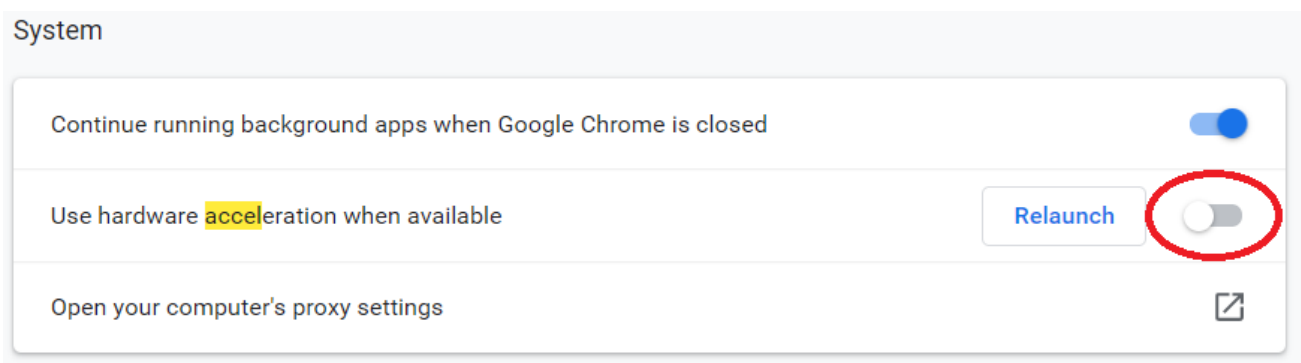 System
Continue running background apps when Google Chrome is closed
Use hardware acceleration when available
Relaunch
Open your computer's proxy settings